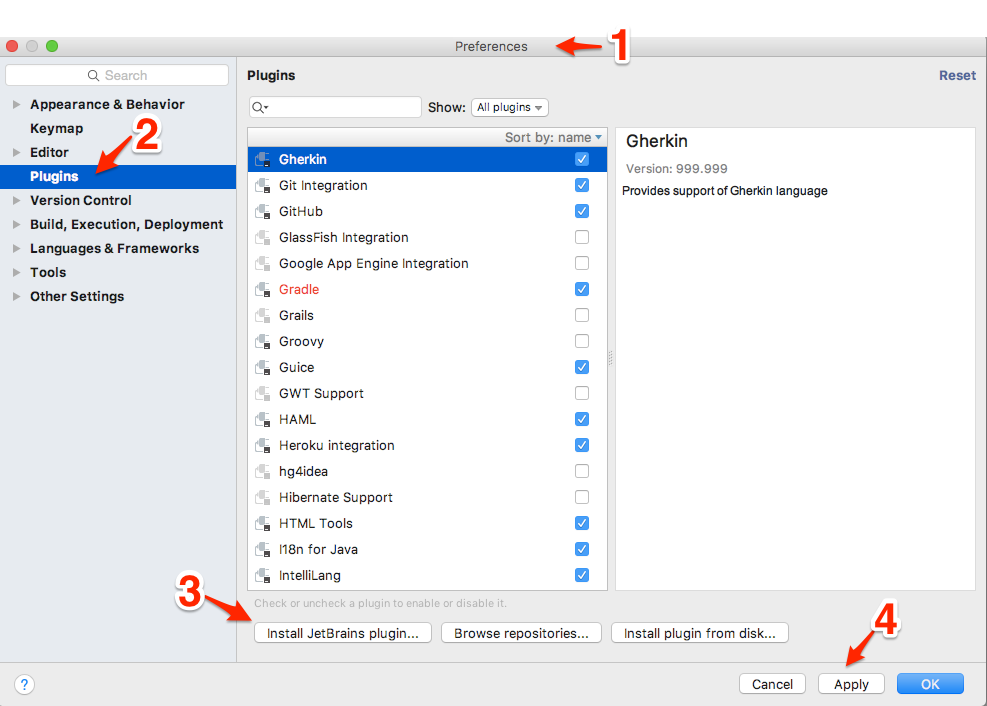 Preferences
1
Search
Plugins
Reset
Show: All plugins
Appearance & Behavior
Keymap
2
Editor
Plugins
Version Control
Build, Execution, Deployment
Languages & Frameworks
Tools
Other Settings
Sort by: name
Gherkin
Git Integration
GitHub
GlassFish Integration
Google App Engine Integration
Gradle
Grails
Groovy
Guice
GWT Support
HAML
Heroku integration
hg4idea
Hibernate Support
HTML Tools
I18n for Java
IntelliLang
Gherkin
Version: 999.999
Provides support of Gherkin language
Check or uncheck a plugin to enable or disable it.
3
Install JetBrains plugin...
Browse repositories...
Install plugin from disk...
4
?
Cancel
Apply
OK